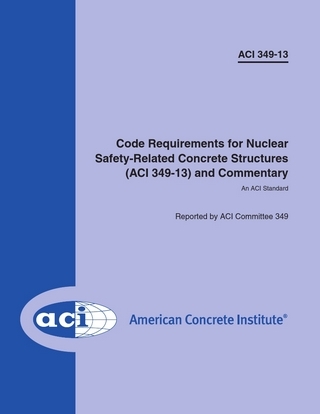 ACI 349-13
Code Requirements for Nuclear
Safety-Related Concrete Structures
(ACI 349-13) and Commentary
An ACI Standard
Reported by ACI Committee 349
aci
American Concrete Institute®